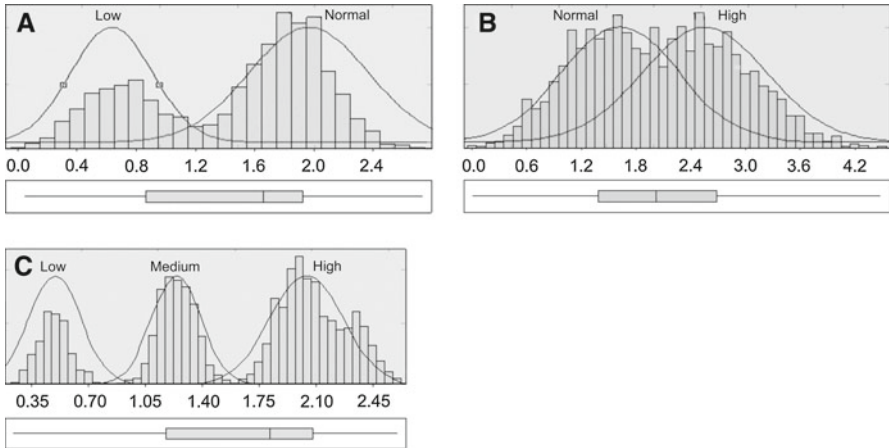 A
Low Normal
0.0 0.8 1.2 1.6 2.0 2.4
B
Normal High
0.0 0.6 1.2 1.8 2.4 3.0 3.6 4.2
C
Low Medium High
0.35 0.70 1.05 1.40 1.75 2.10 2.45